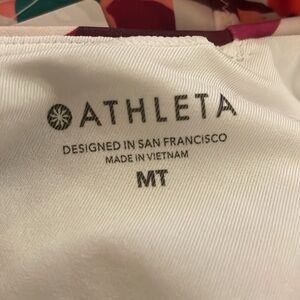 ATHLETA
DESIGNED IN SAN FRANCISCO
MADE IN VIETNAM
MT